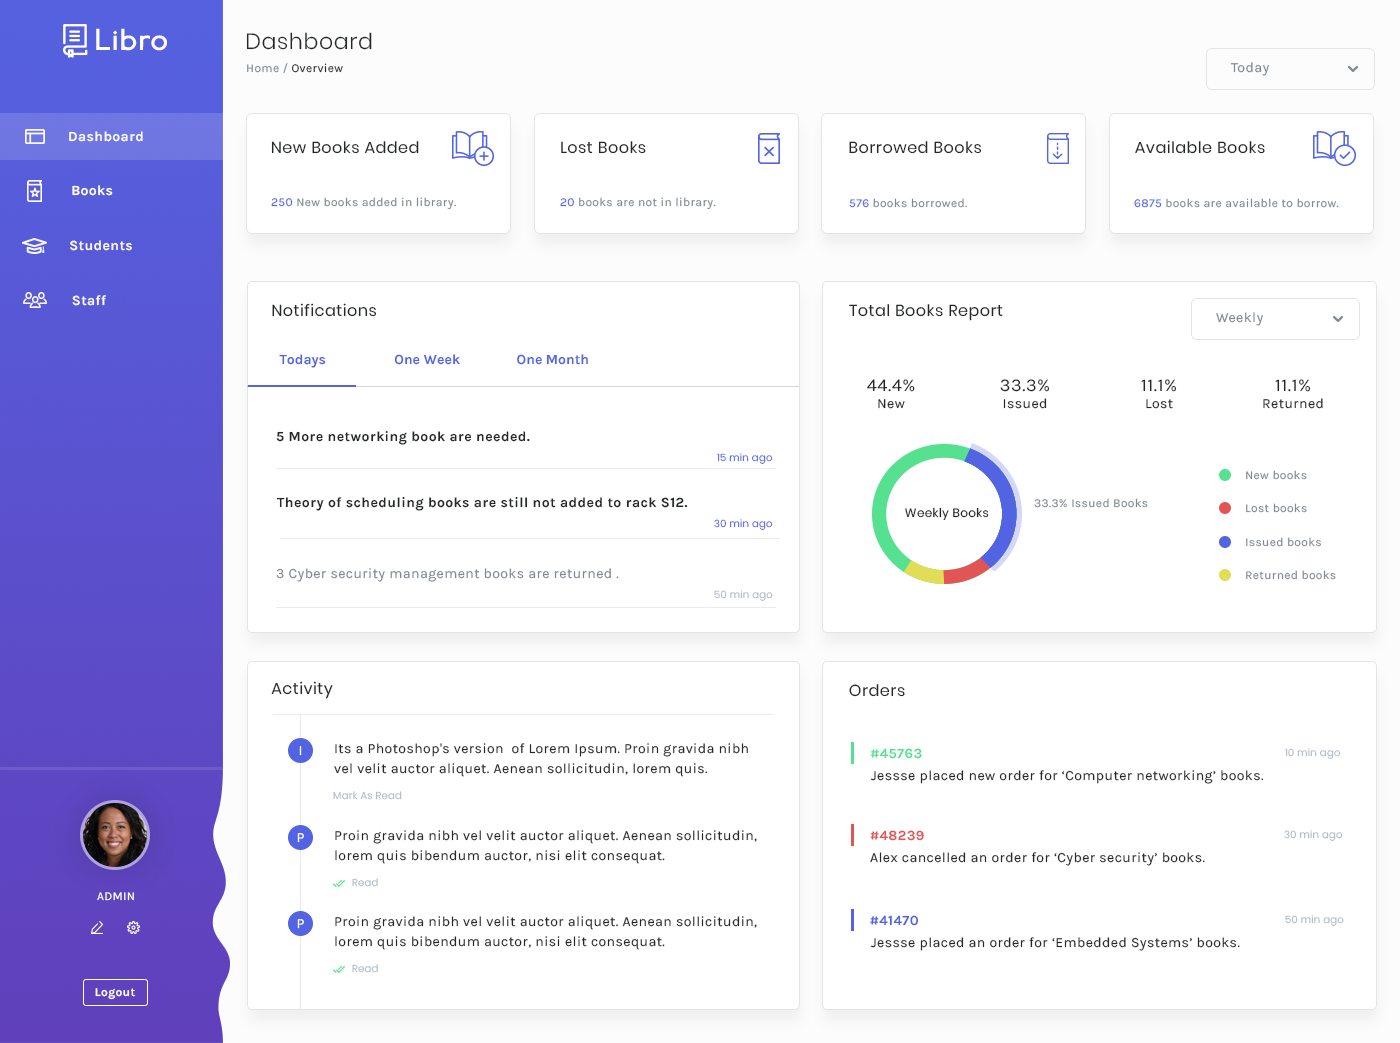 Libro
Dashboard
Books
Students
Staff
ADMIN
Logout
Dashboard
Home / Overview
Today
New Books Added
250 New books added in library.
Lost Books
20 books are not in library.
Borrowed Books
576 books borrowed.
Available Books
6875 books are available to borrow.
Notifications
Todays One Week One Month
5 More networking book are needed.
15 min ago
Theory of scheduling books are still not added to rack S12.
30 min ago
3 Cyber security management books are returned .
50 min ago
Total Books Report
Weekly
44.4% 33.3% 11.1% 11.1%
New Issued Lost Returned
Weekly Books
33.3% Issued Books
New books
Lost books
Issued books
Returned books
Activity
I
Its a Photoshop's version of Lorem Ipsum. Proin gravida nibh
vel velit auctor aliquet. Aenean sollicitudin, lorem quis.
Mark As Read
P
Proin gravida nibh vel velit auctor aliquet. Aenean sollicitudin,
lorem quis bibendum auctor, nisi elit consequat.
Read
P
Proin gravida nibh vel velit auctor aliquet. Aenean sollicitudin,
lorem quis bibendum auctor, nisi elit consequat.
Read
Orders
#45763 10 min ago
Jessse placed new order for ‘Computer networking’ books.
#48239 30 min ago
Alex cancelled an order for ‘Cyber security’ books.
#41470 50 min ago
Jessse placed an order for ‘Embedded Systems’ books.